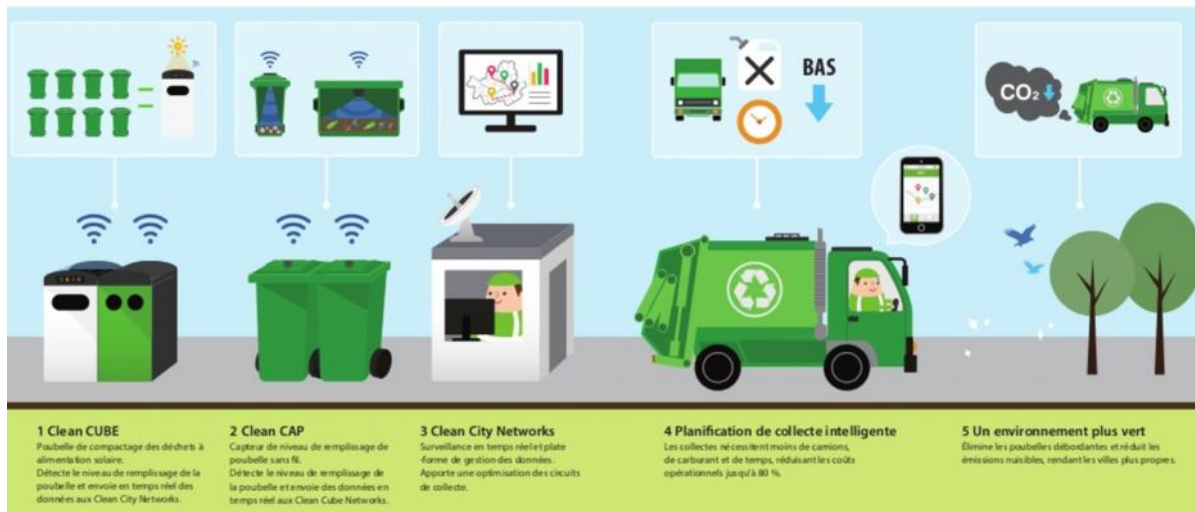 BAS
CO₂
1 Clean CUBE
Poubelle de compactage des déchets à
alimentation solaire.
Détecte le niveau de remplissage de la
poubelle et envoie en temps réel des
données aux Clean City Networks.
2 Clean CAP
Capteur de niveau de remplissage de
poubelle sans fil.
Détecte le niveau de remplissage de
la poubelle et envoie des données en
temps réel aux Clean Cube Networks.
3 Clean City Networks
Surveillance en temps réel et plate
-forme de gestion des données.
Apporte une optimisation des circuits
de collecte.
4 Planification de collecte intelligente
Les collectes nécessitent moins de camions,
de carburant et de temps, réduisant les coûts
opérationnels jusqu'à 80 %.
5 Un environnement plus vert
Élimine les poubelles débordantes et réduit les
émissions nuisibles, rendant les villes plus propres.